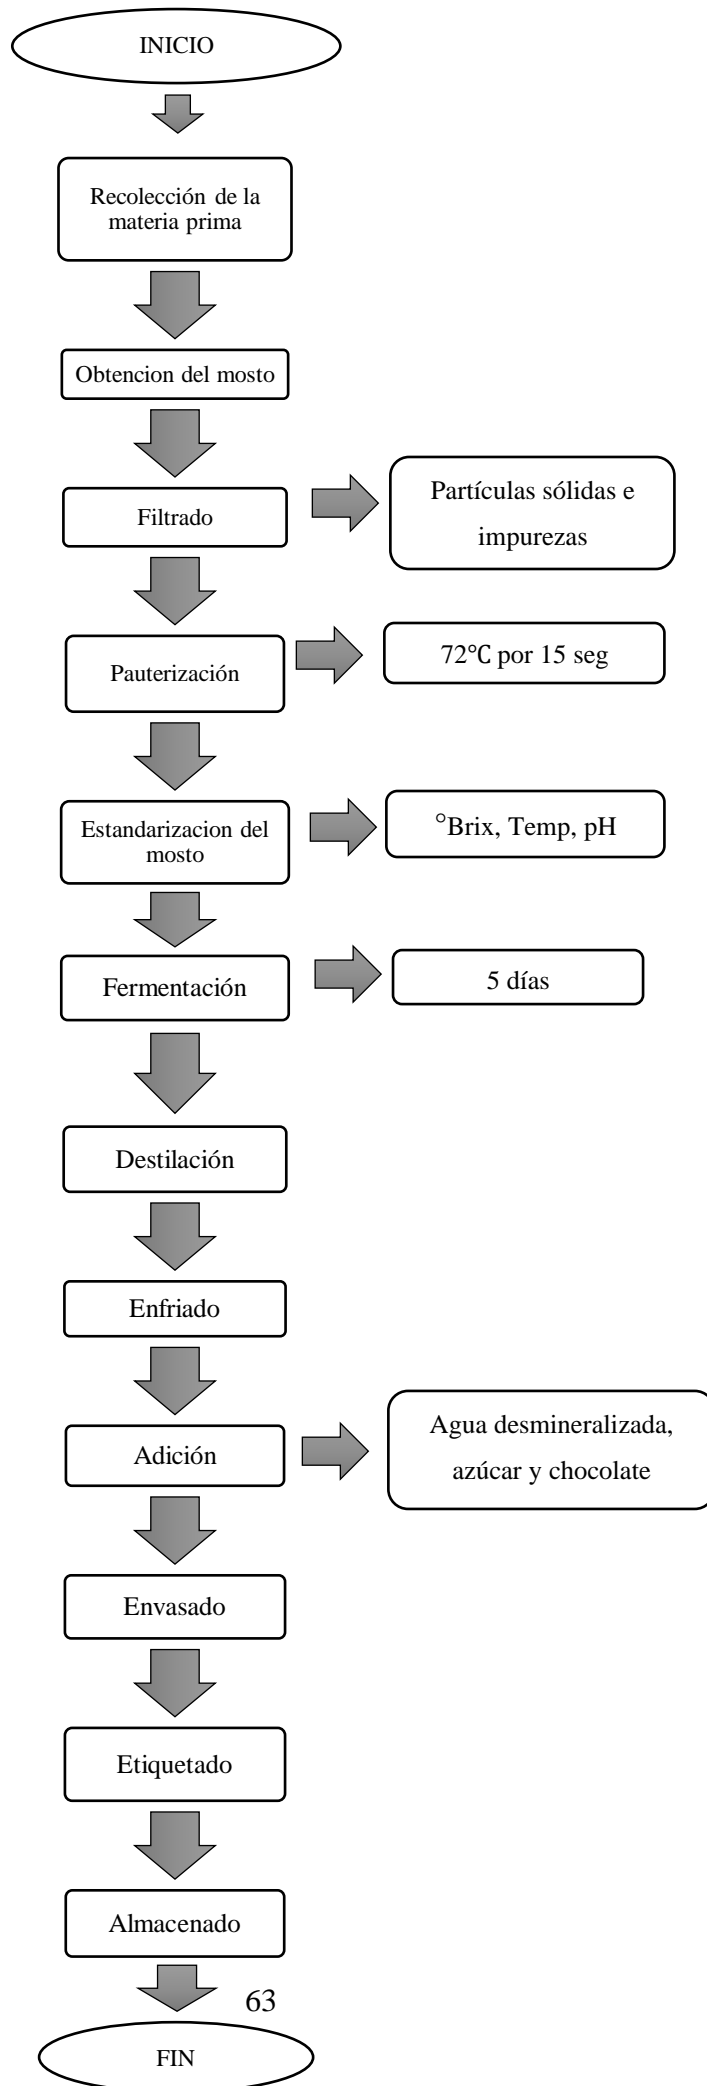 INICIO
Recolección de la
materia prima
Obtencion del mosto
Filtrado
Partículas sólidas e
impurezas
Pauterización
72°C por 15 seg
Estandarizacion del
mosto
°Brix, Temp, pH
Fermentación
5 días
Destilación
Enfriado
Adición
Agua desmineralizada,
azúcar y chocolate
Envasado
Etiquetado
Almacenado
63
FIN